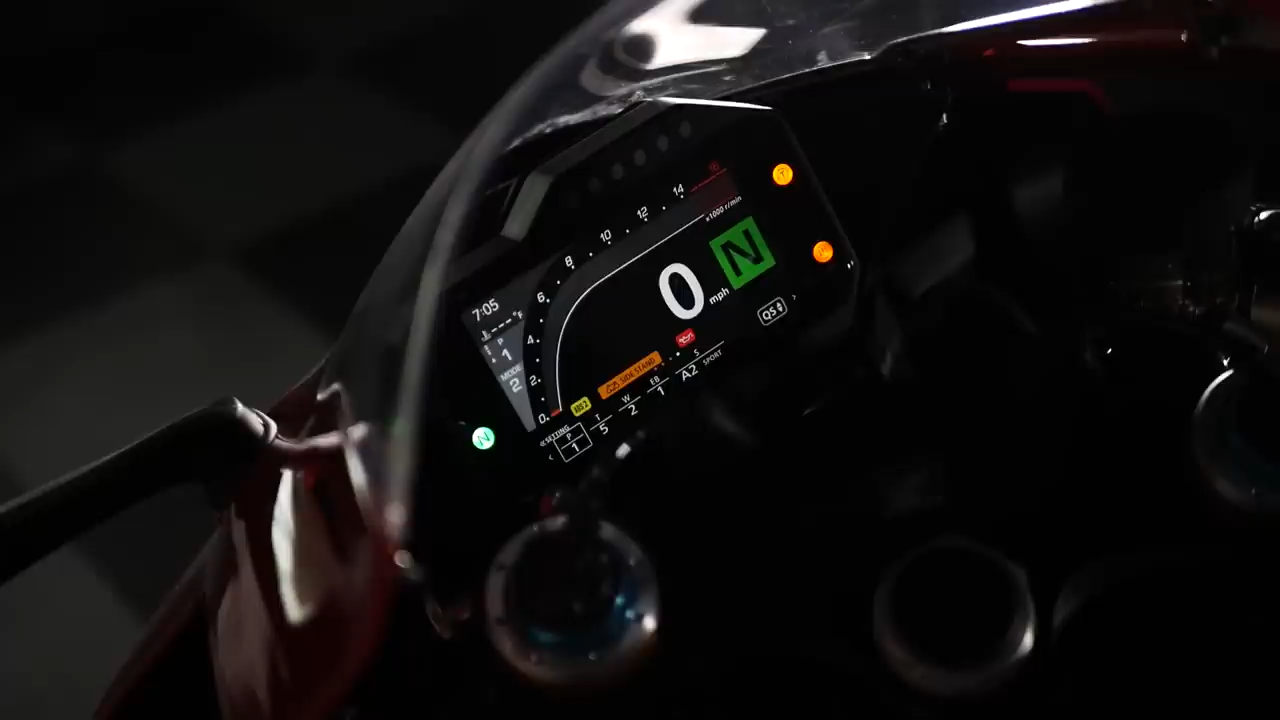 7:05
---°F
P
1
MODE
2
0. 2. 4. 6. 8 10 12 14
x1000 r/min
0 mph
N
QS
SIDE STAND
SETTING
P T W EB S
1 5 2 1 A2 SPORT
N